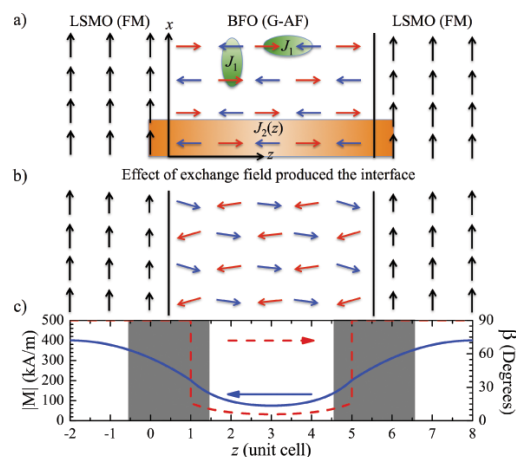 a) LSMO (FM) BFO (G-AF) LSMO (FM)
x
J1
J1
J2(z)
z
Effect of exchange field produced the interface
b)
c)
500 90
400 72
300 54
200 36
100 18
0 0
|M| (kA/m)
β (Degrees)
-2 -1 0 1 2 3 4 5 6 7 8
z (unit cell)